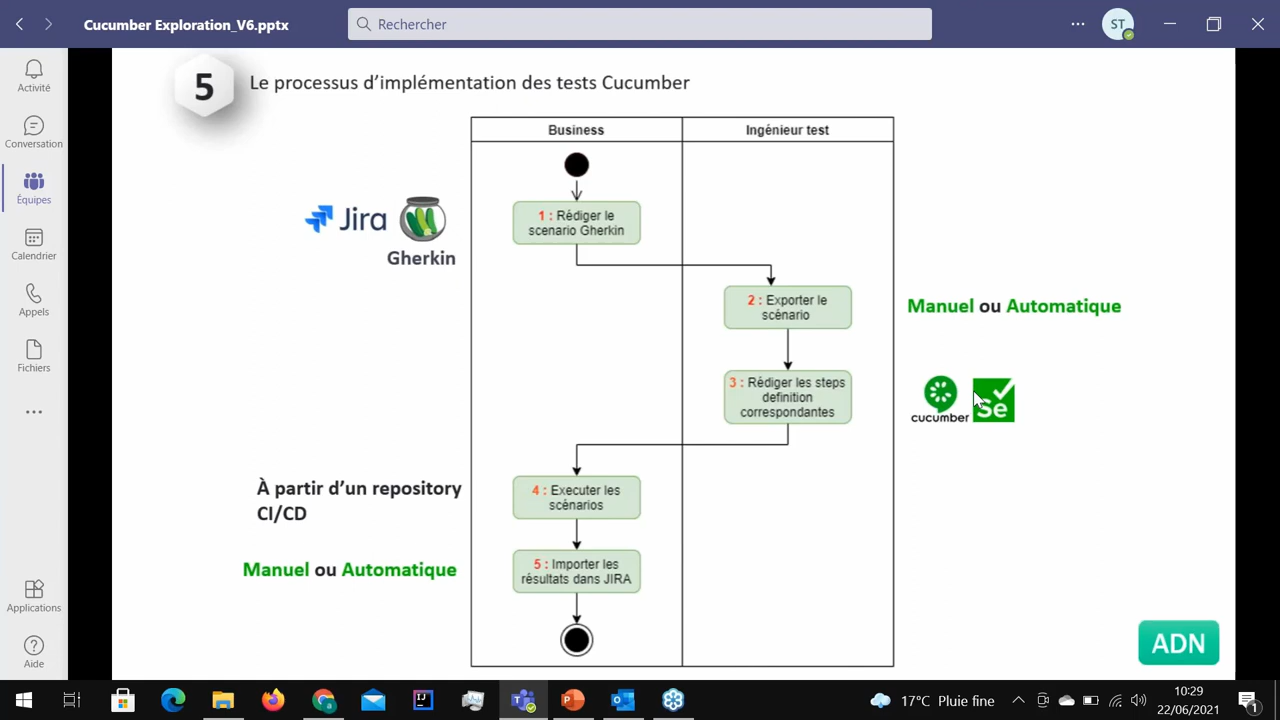 Cucumber Exploration_V6.pptx
Rechercher
ST
Activité
Conversation
Équipes
Calendrier
Appels
Fichiers
Applications
Aide
5
Le processus d’implémentation des tests Cucumber
Business
Ingénieur test
Jira
Gherkin
1 : Rédiger le
scenario Gherkin
2 : Exporter le
scénario
Manuel ou Automatique
3 : Rédiger les steps
definition
correspondantes
cucumber
Se
À partir d’un repository
CI/CD
4 : Executer les
scénarios
Manuel ou Automatique
5 : Importer les
résultats dans JIRA
ADN
17°C Pluie fine
10:29
22/06/2021
1